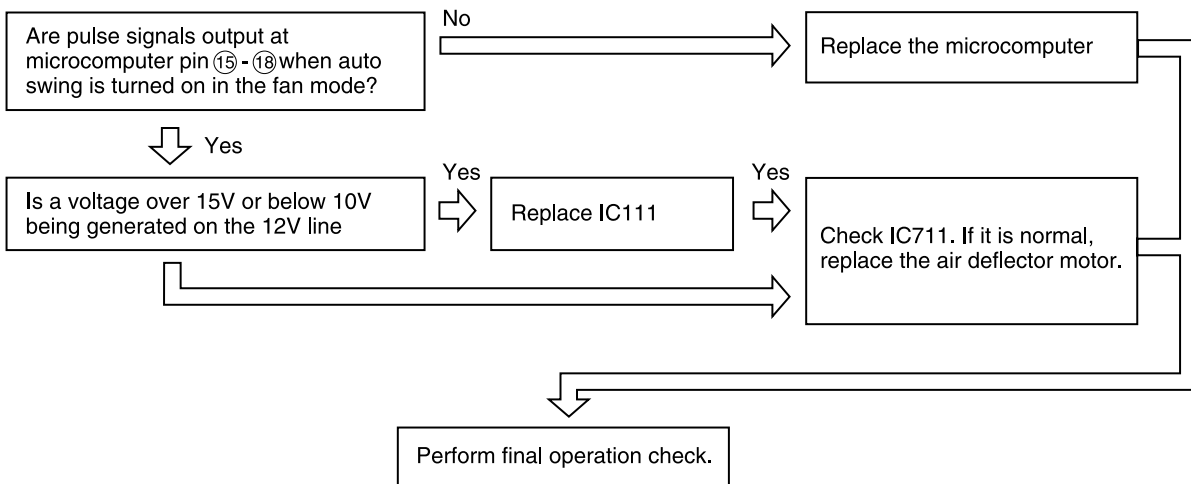 Are pulse signals output at
microcomputer pin ⑮ - ⑱ when auto
swing is turned on in the fan mode?
No
Replace the microcomputer
Yes
Is a voltage over 15V or below 10V
being generated on the 12V line
Yes
Replace IC111
Yes
Check IC711. If it is normal,
replace the air deflector motor.
Perform final operation check.